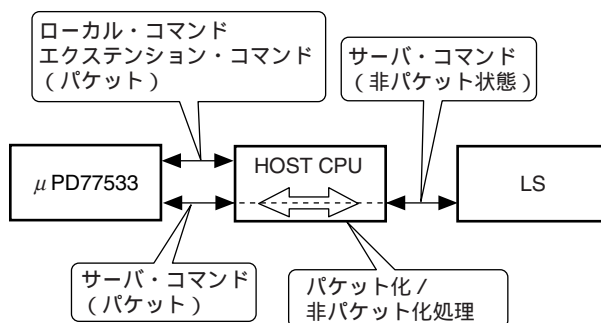 ローカル・コマンド
エクステンション・コマンド
(パケット)
サーバ・コマンド
(非パケット状態)
μPD77533
HOST CPU
LS
サーバ・コマンド
(パケット)
パケット化/
非パケット化処理